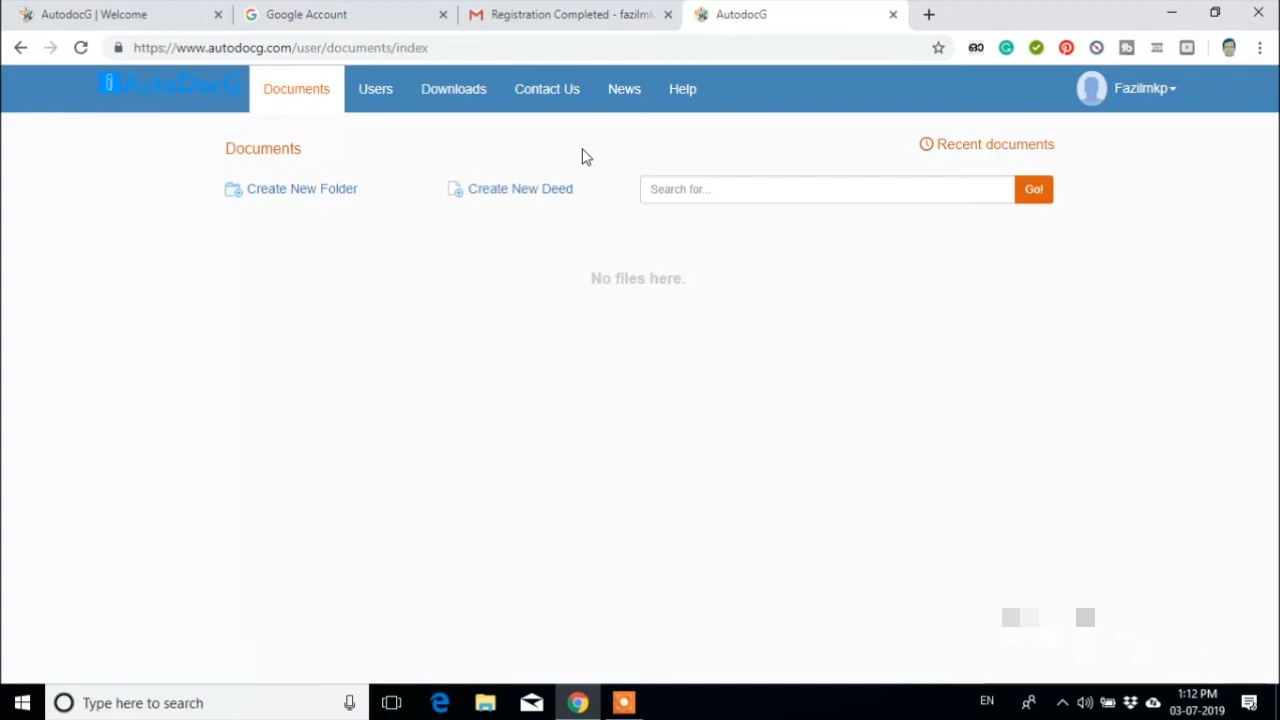 AutodocG | Welcome
Google Account
Registration Completed - fazilmk
AutodocG
https://www.autodocg.com/user/documents/index
AutoDocG
Documents
Users
Downloads
Contact Us
News
Help
Fazilmkp
Documents
Recent documents
Create New Folder
Create New Deed
Search for...
Go!
No files here.
Type here to search
EN
1:12 PM
03-07-2019